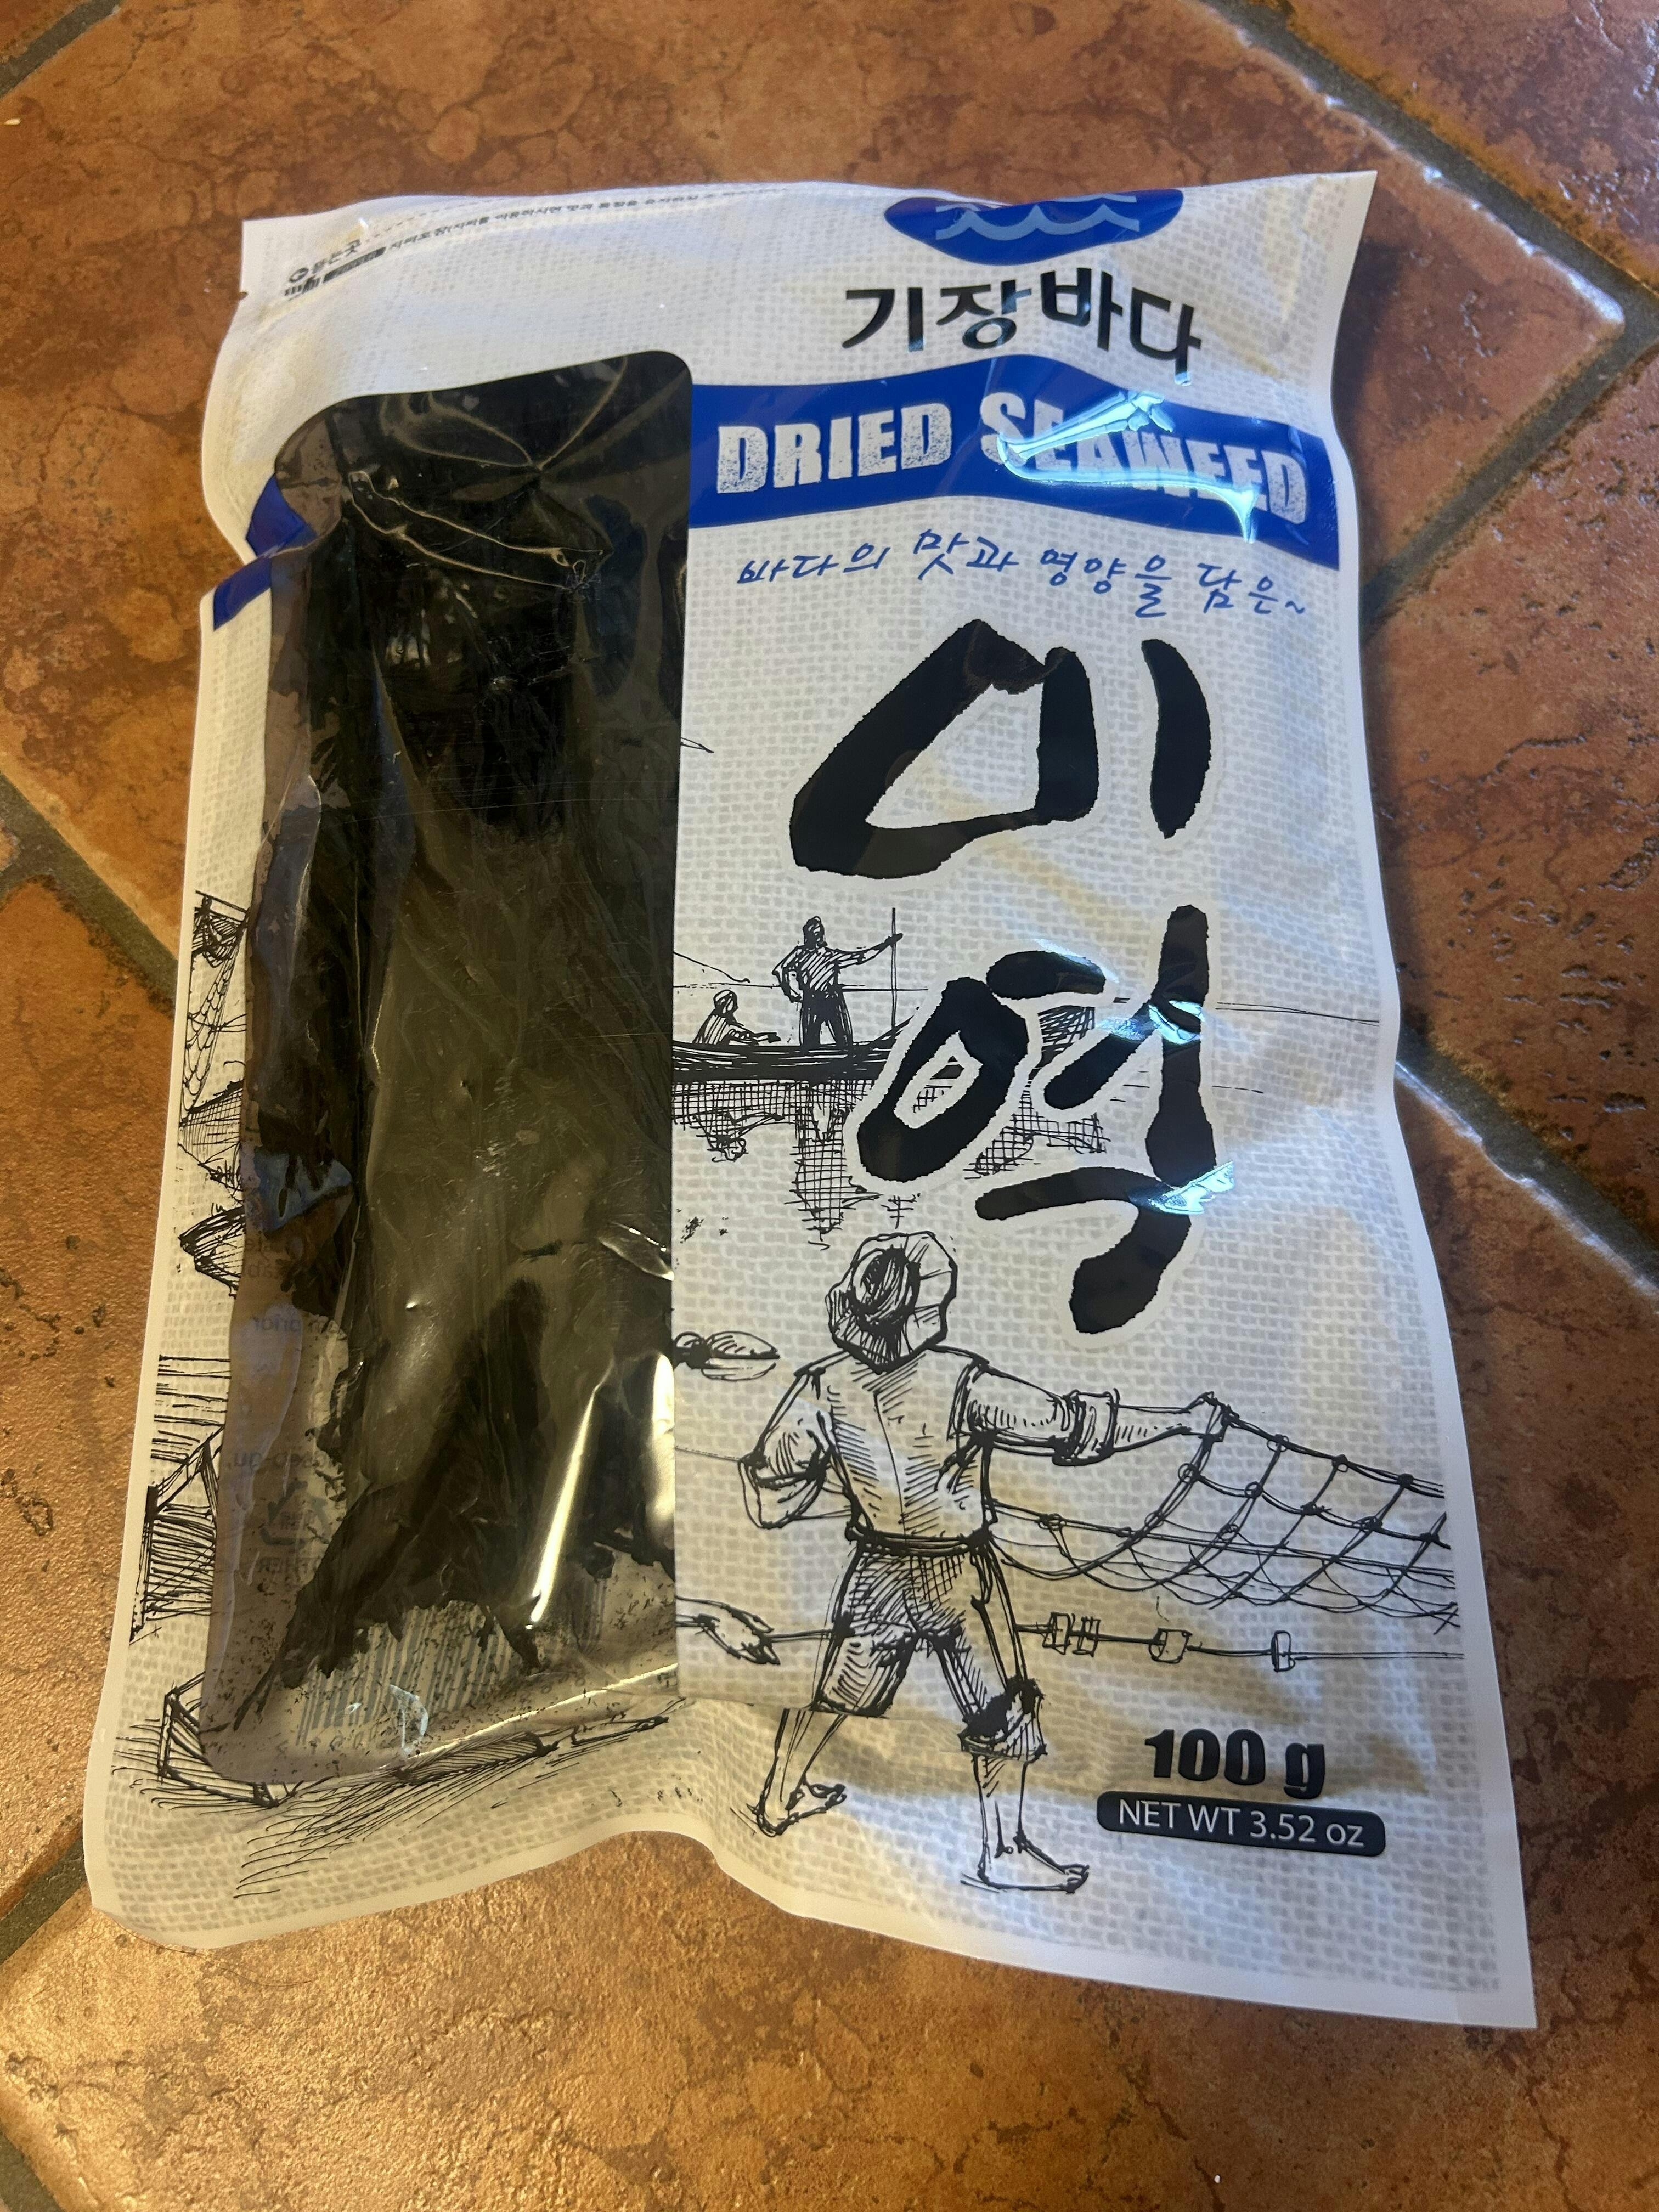 기장바다
DRIED SEAWEED
바다의 맛과 영양을 담은~
미역
100 g
NET WT 3.52 oz